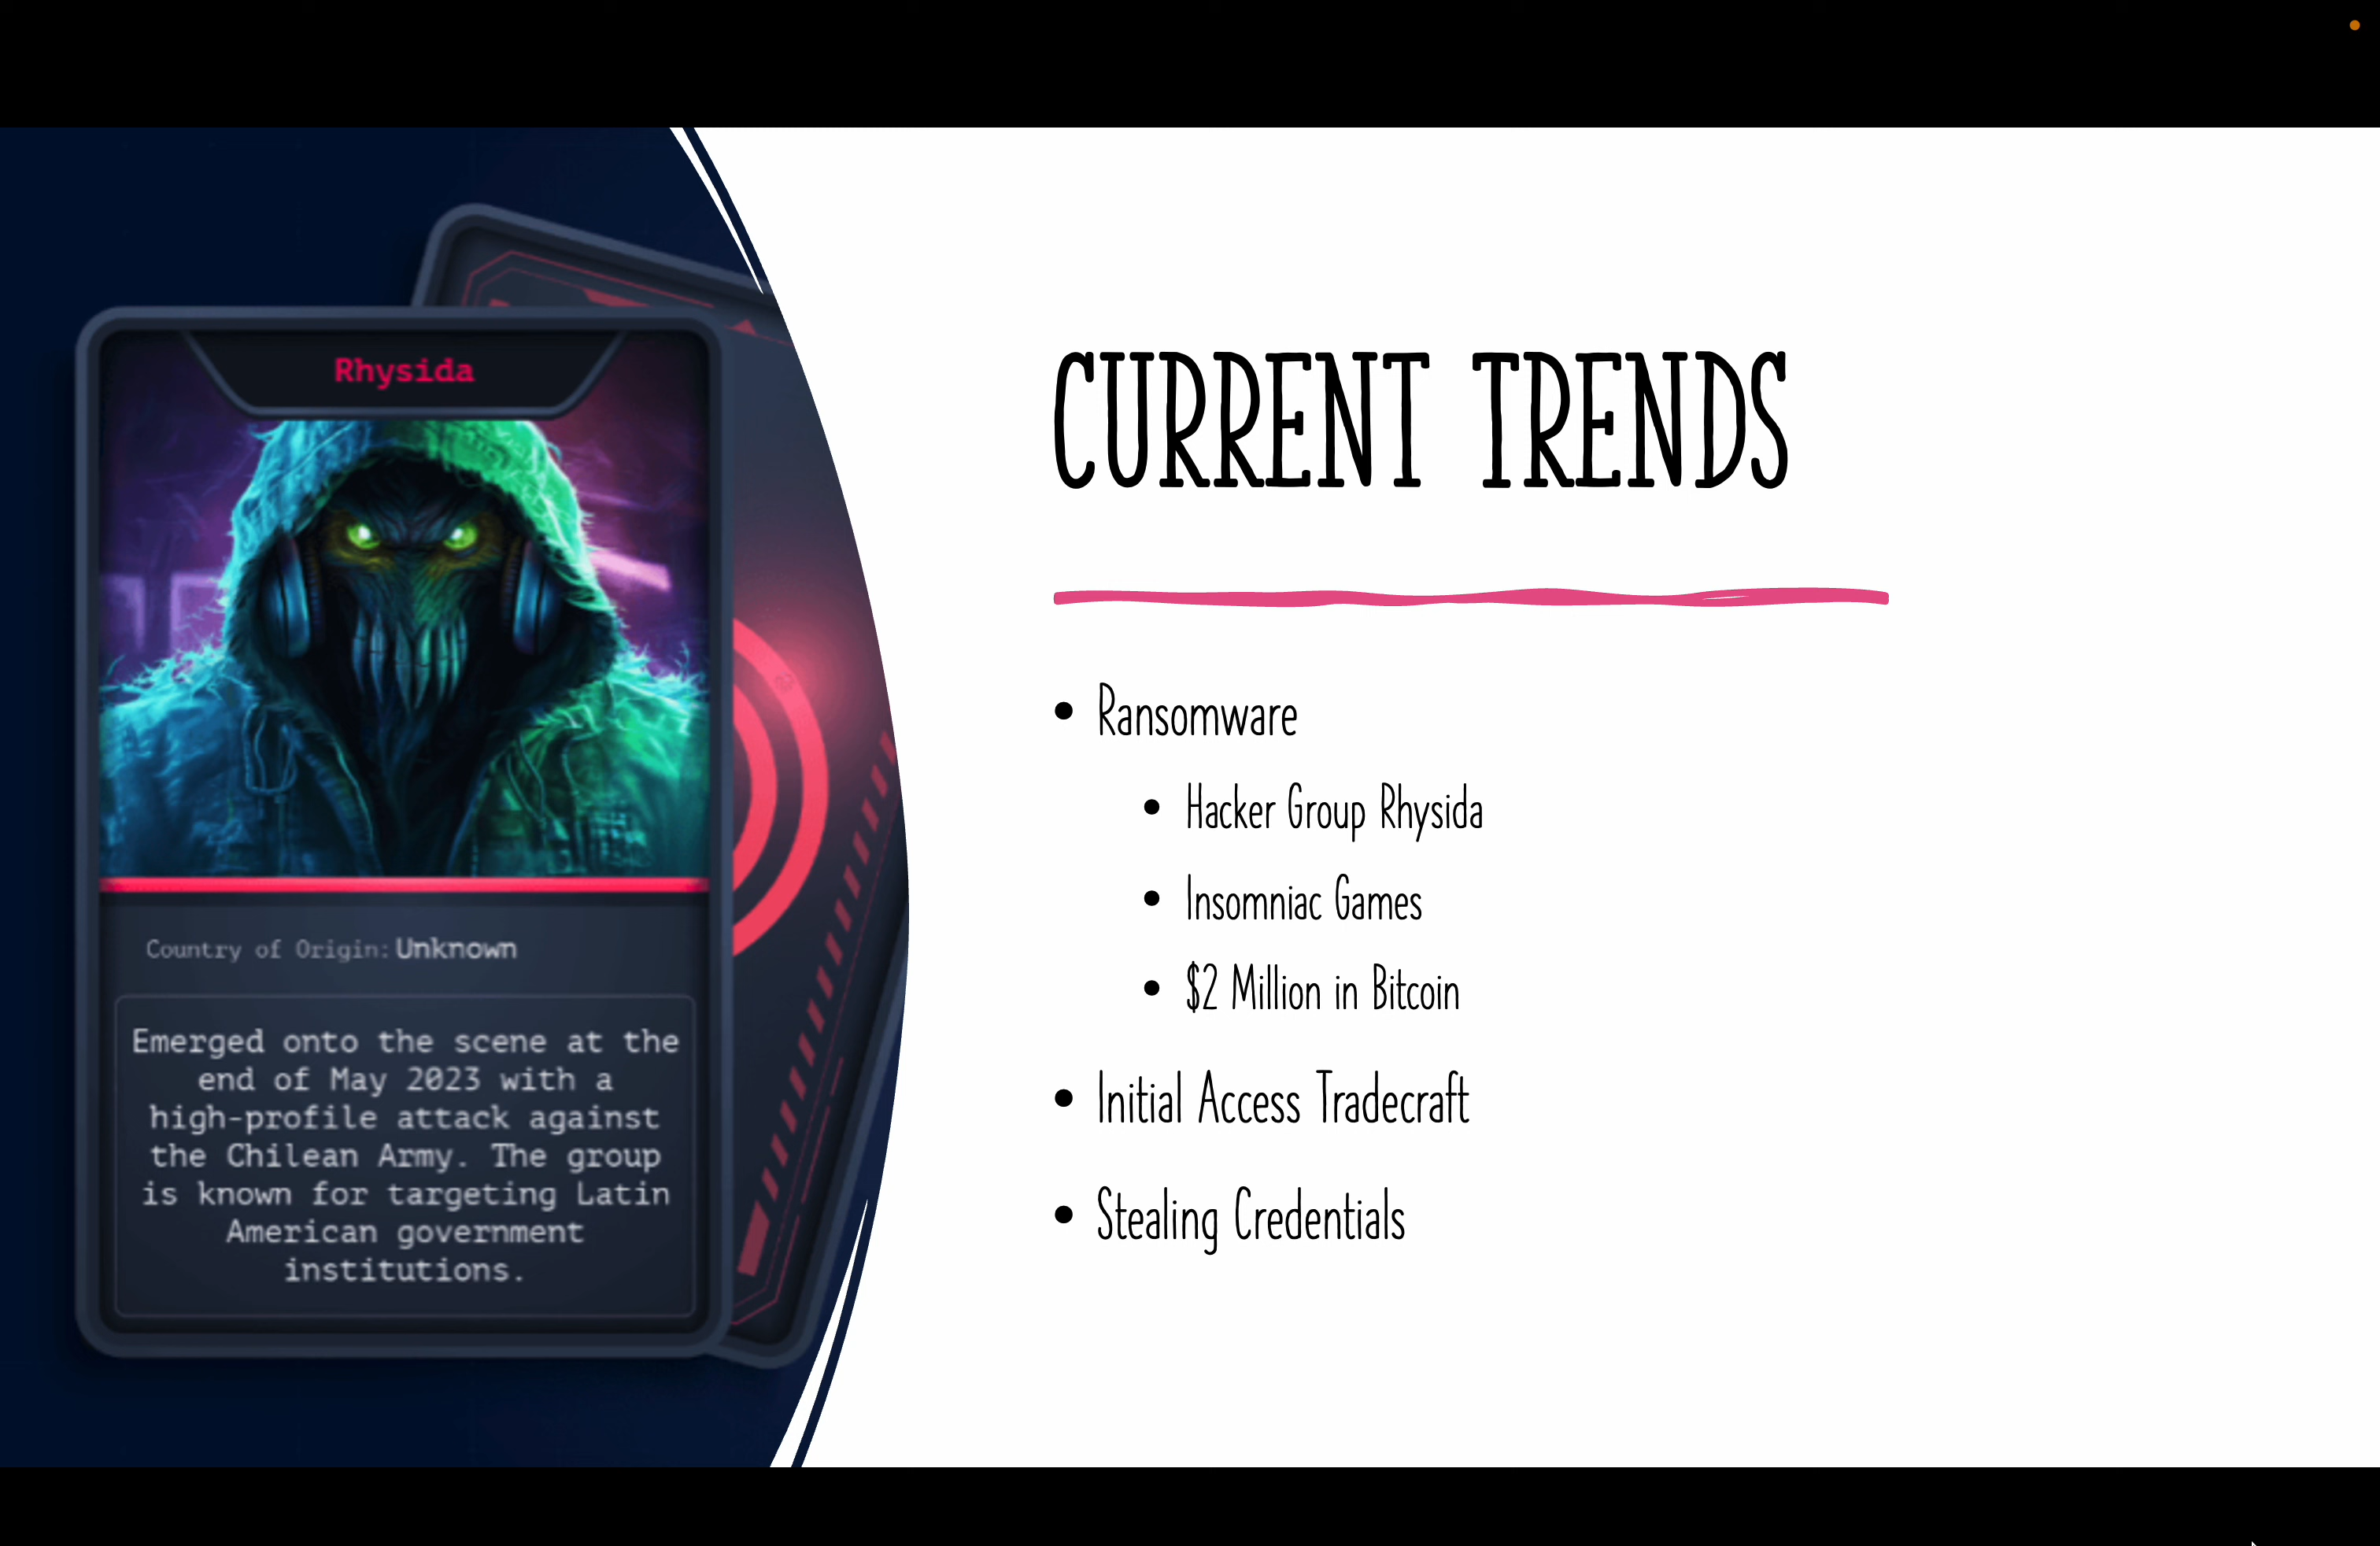 Rhysida
Country of Origin: Unknown
Emerged onto the scene at the
end of May 2023 with a
high-profile attack against
the Chilean Army. The group
is known for targeting Latin
American government
institutions.
CURRENT TRENDS
• Ransomware
• Hacker Group Rhysida
• Insomniac Games
• $2 Million in Bitcoin
• Initial Access Tradecraft
• Stealing Credentials